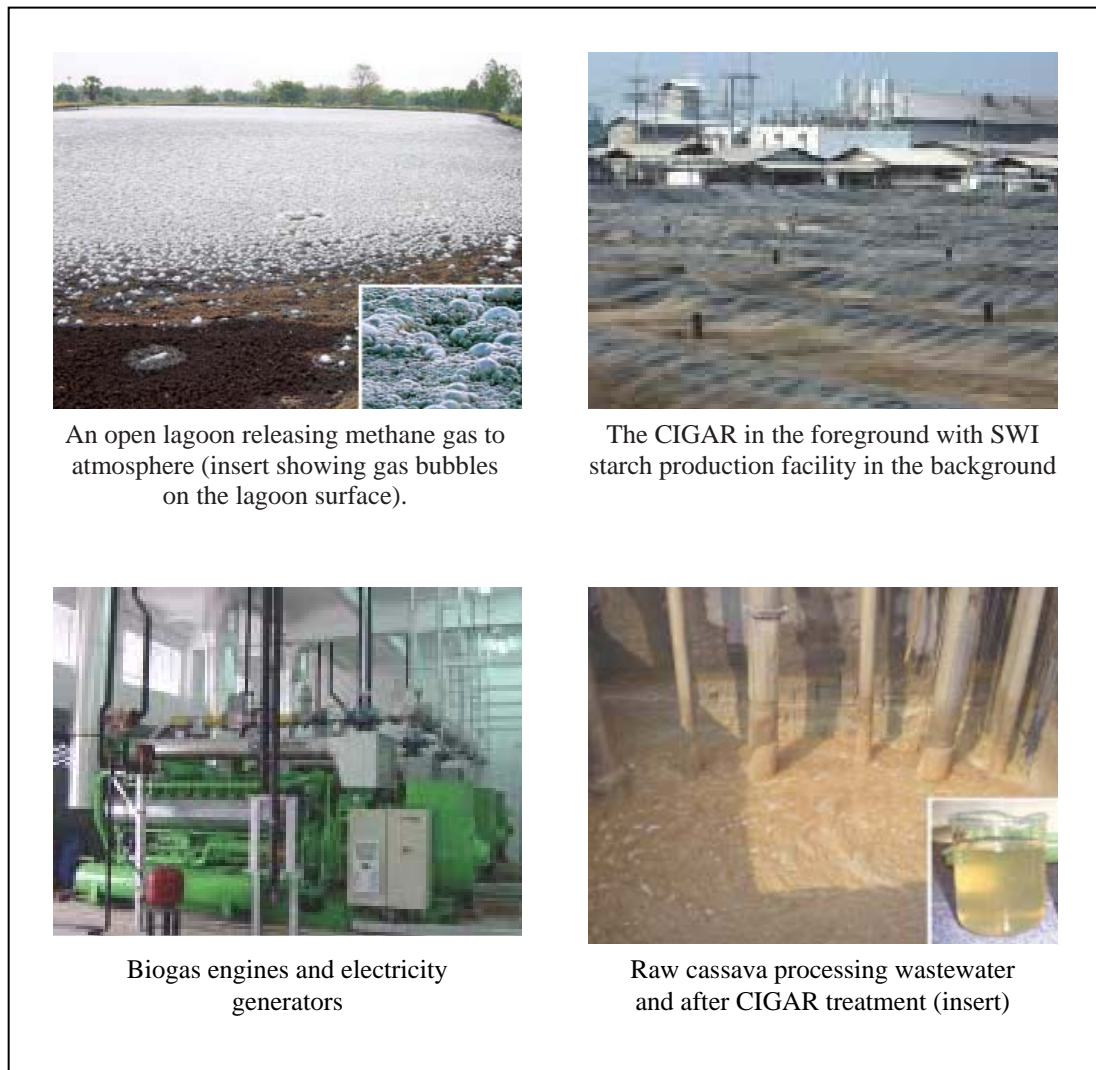 An open lagoon releasing methane gas to
atmosphere (insert showing gas bubbles
on the lagoon surface).
The CIGAR in the foreground with SWI
starch production facility in the background
Biogas engines and electricity
generators
Raw cassava processing wastewater
and after CIGAR treatment (insert)